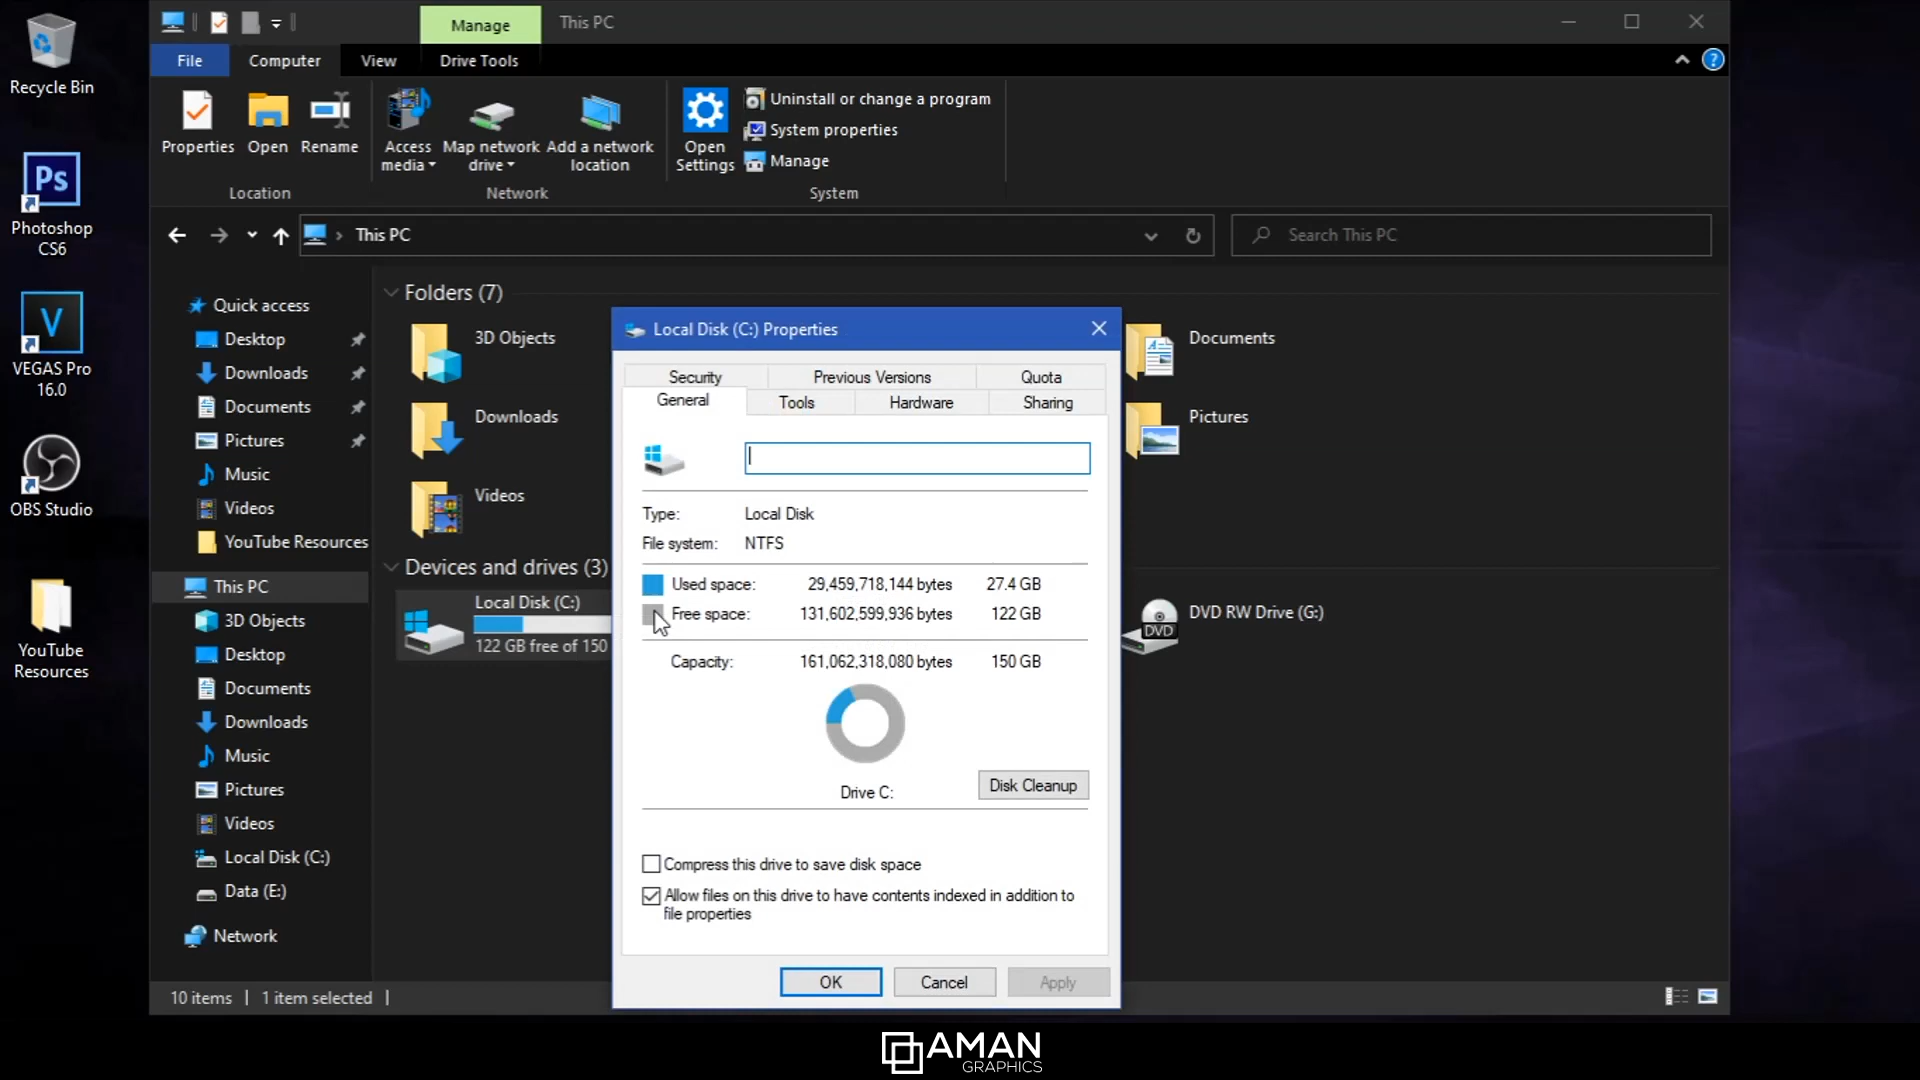 Recycle Bin
Photoshop
CS6
VEGAS Pro
16.0
OBS Studio
YouTube
Resources
Manage
This PC
File
Computer
View
Drive Tools
Properties
Open
Rename
Access
media
Map network
drive
Add a network
location
Open
Settings
Uninstall or change a program
System properties
Manage
Location
Network
System
This PC
Search This PC
Quick access
Desktop
Downloads
Documents
Pictures
Music
Videos
YouTube Resources
This PC
3D Objects
Desktop
Documents
Downloads
Music
Pictures
Videos
Local Disk (C:)
Data (E:)
Network
Folders (7)
3D Objects
Downloads
Videos
Documents
Pictures
Devices and drives (3)
Local Disk (C:)
122 GB free of 150
DVD RW Drive (G:)
DVD
Local Disk (C:) Properties
Security
Previous Versions
Quota
General
Tools
Hardware
Sharing
Type: Local Disk
File system: NTFS
Used space: 29,459,718,144 bytes 27.4 GB
Free space: 131,602,599,936 bytes 122 GB
Capacity: 161,062,318,080 bytes 150 GB
Drive C:
Disk Cleanup
Compress this drive to save disk space
Allow files on this drive to have contents indexed in addition to
file properties
OK
Cancel
Apply
10 items
1 item selected
Ps
V
AMAN
GRAPHICS